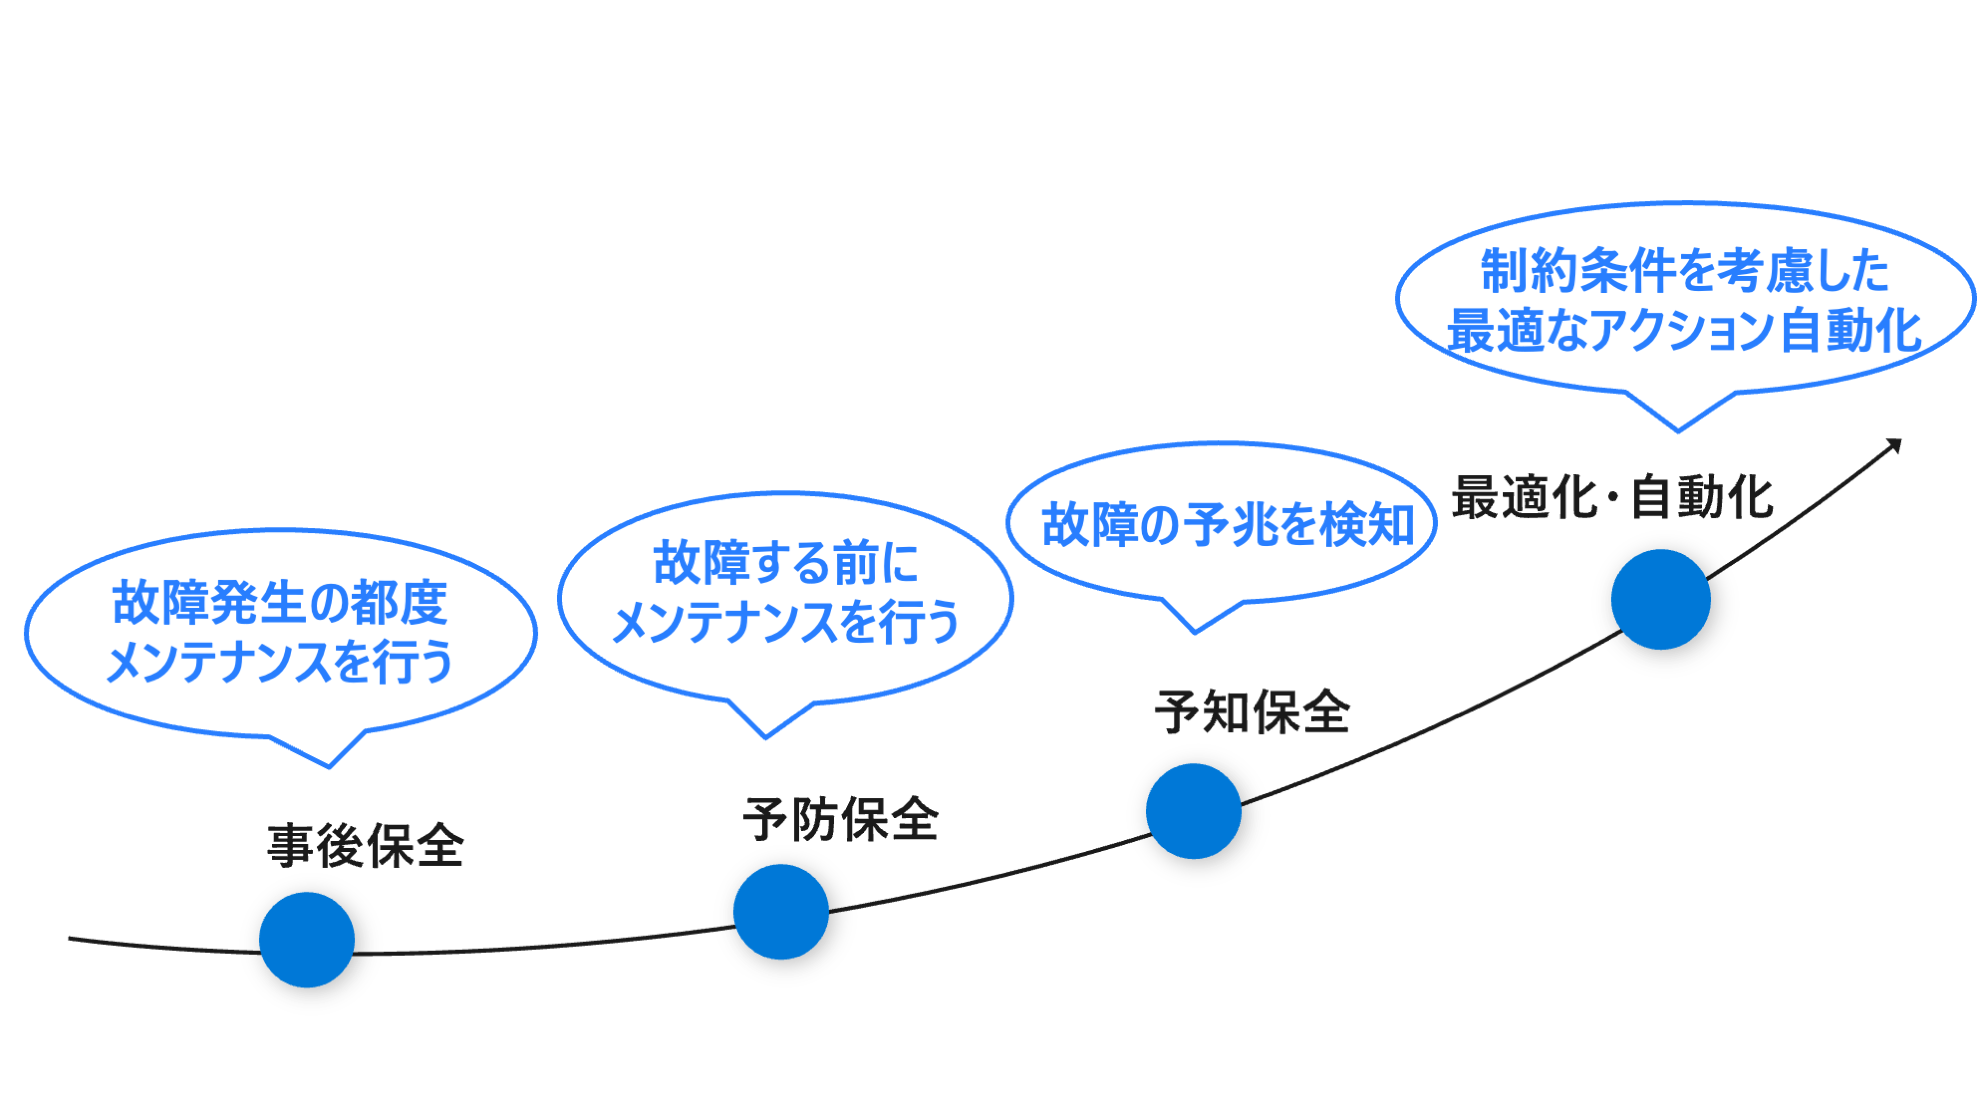 故障発生の都度
メンテナンスを行う
事後保全
故障する前に
メンテナンスを行う
予防保全
故障の予兆を検知
予知保全
制約条件を考慮した
最適なアクション自動化
最適化・自動化